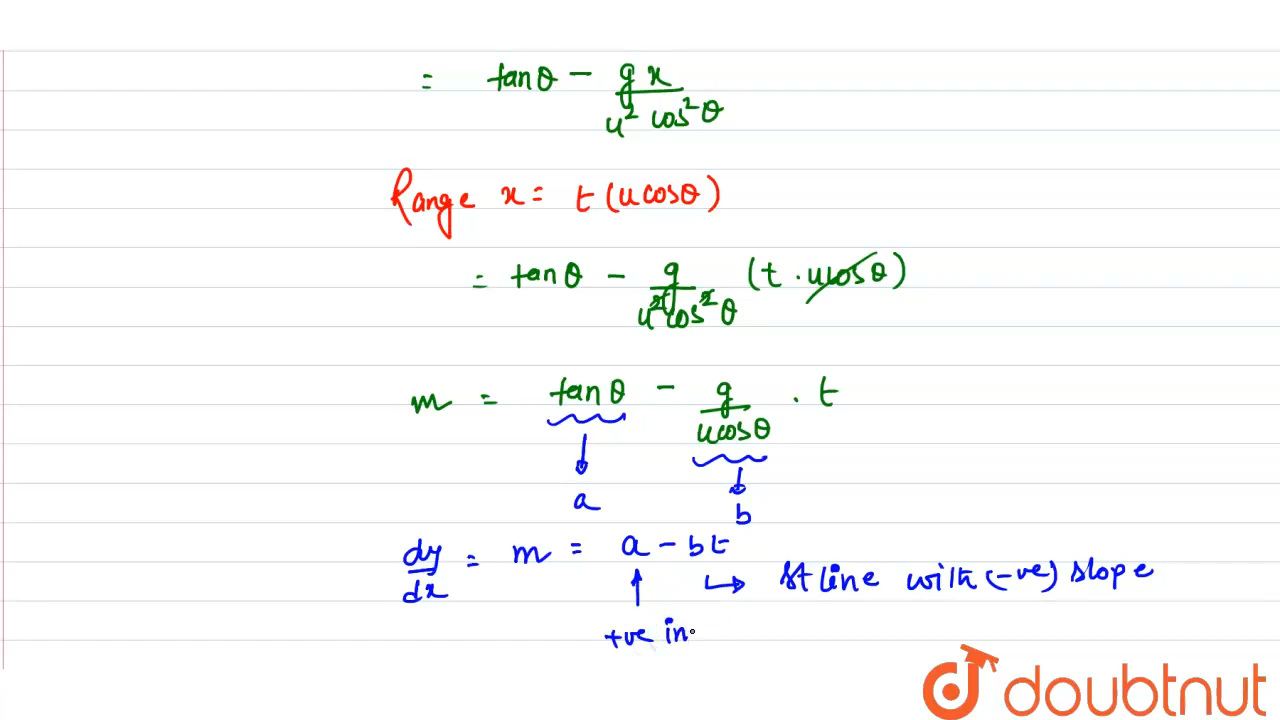 = tanθ - gx / u² cos²θ
Range x = t (u cosθ)
= tanθ - g / u² cos²θ (t . u cosθ)
m = tanθ - g / u cosθ . t
a b
dy/dx = m = a - bt
↳ St line with (-ve) slope
+ve in
doubtnut